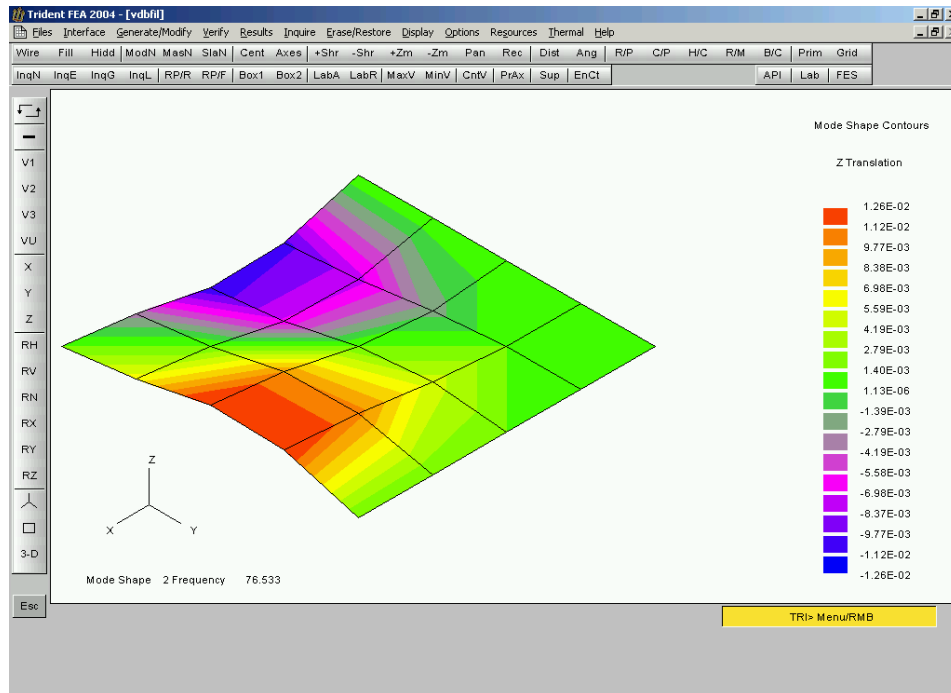 Trident FEA 2004 - [vdbfil]
Files Interface Generate/Modify Verify Results Inquire Erase/Restore Display Options Resources Thermal Help
Wire Fill Hidd ModN MasN SlaN Cent Axes +Shr -Shr +Zm -Zm Pan Rec Dist Ang R/P C/P H/C R/M B/C Prim Grid
InqN InqE InqG InqL RP/R RP/F Box1 Box2 LabA LabR MaxV MinV CntV PrAx Sup EnCt API Lab FES
V1
V2
V3
VU
X
Y
Z
RH
RV
RN
RX
RY
RZ
3-D
Esc
Mode Shape Contours
Z Translation
1.26E-02
1.12E-02
9.77E-03
8.38E-03
6.98E-03
5.59E-03
4.19E-03
2.79E-03
1.40E-03
1.13E-06
-1.39E-03
-2.79E-03
-4.19E-03
-5.58E-03
-6.98E-03
-8.37E-03
-9.77E-03
-1.12E-02
-1.26E-02
Z
X Y
Mode Shape 2 Frequency 76.533
TRI> Menu/RMB